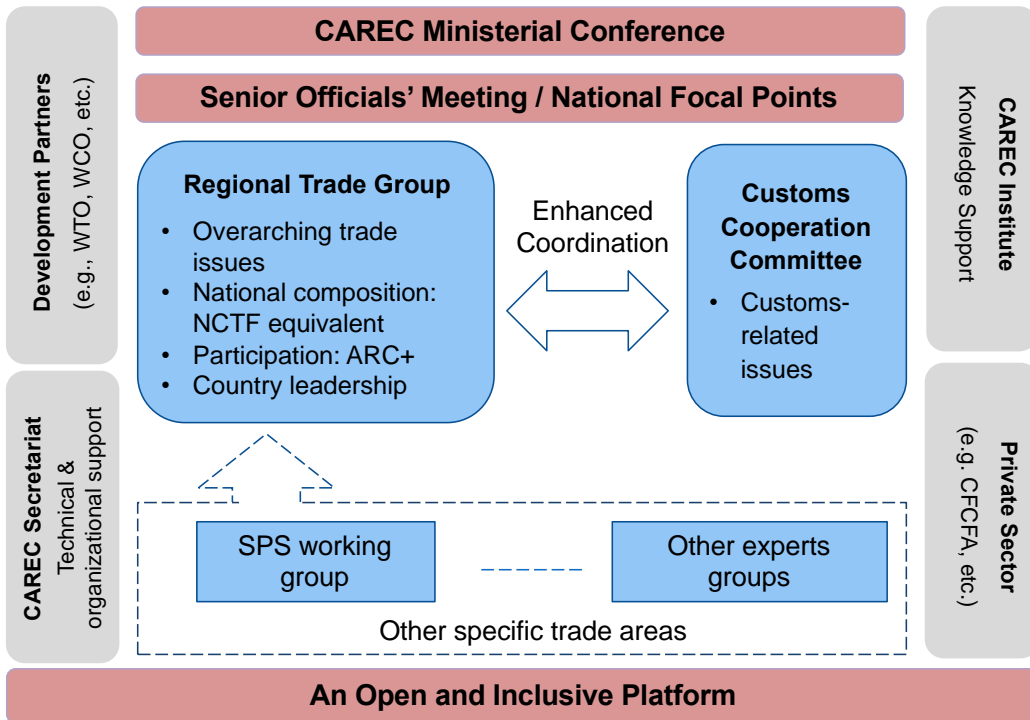 CAREC Ministerial Conference
Senior Officials’ Meeting / National Focal Points
Development Partners
(e.g., WTO, WCO, etc.)
CAREC Secretariat
Technical &
organizational support
Regional Trade Group
• Overarching trade
issues
• National composition:
NCTF equivalent
• Participation: ARC+
• Country leadership
Enhanced
Coordination
Customs
Cooperation
Committee
• Customs-
related
issues
SPS working
group
Other experts
groups
Other specific trade areas
CAREC Institute
Knowledge Support
Private Sector
(e.g. CFCFA, etc.)
An Open and Inclusive Platform